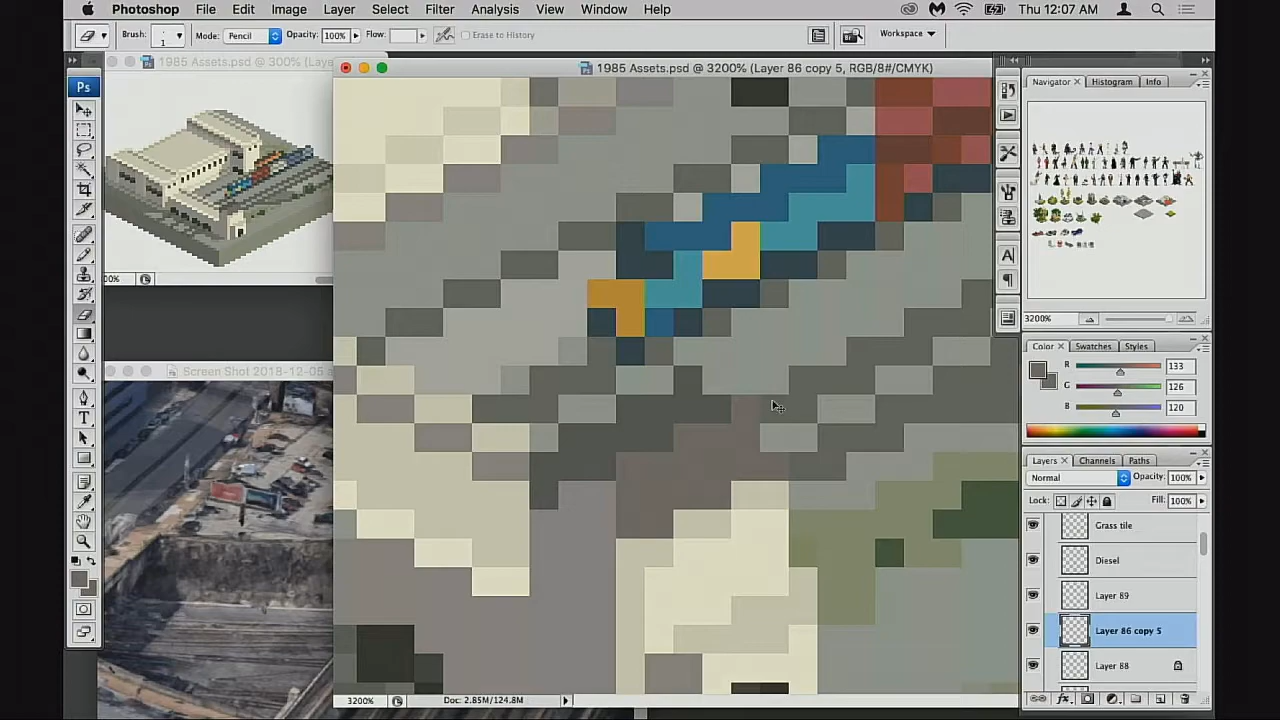 Photoshop File Edit Image Layer Select Filter Analysis View Window Help Thu 12:07 AM
Brush: 1 Mode: Pencil Opacity: 100% Flow: Erase to History Workspace
1985 Assets.psd @ 300% (Laye
1985 Assets.psd @ 3200% (Layer 86 copy 5, RGB/8#/CMYK)
Ps
Navigator Histogram Info
3200%
Color Swatches Styles
R 133
G 126
B 120
00%
Screen Shot 2018-12-05 a
Layers Channels Paths
Normal Opacity: 100%
Lock: Fill: 100%
Grass tile
Diesel
Layer 89
Layer 86 copy 5
Layer 88
3200% Doc: 2.85M/124.8M